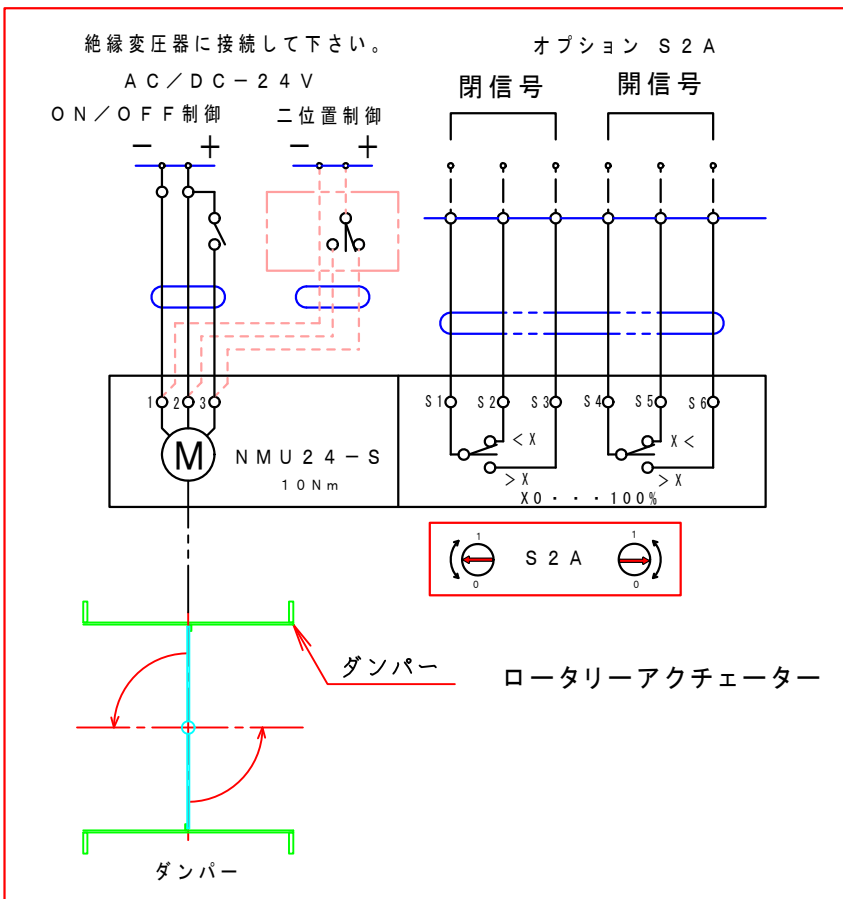 絶縁変圧器に接続して下さい。
AC/DC-24V
ON/OFF制御
二位置制御
- +
- +
オプション S2A
閉信号
開信号
1 2 3
M
NMU24-S
10Nm
S1 S2 S3 S4 S5 S6
<X
>X
X<
>X
X0・・・100%
1
0
S2A
1
0
ダンパー
ロータリーアクチェーター
ダンパー